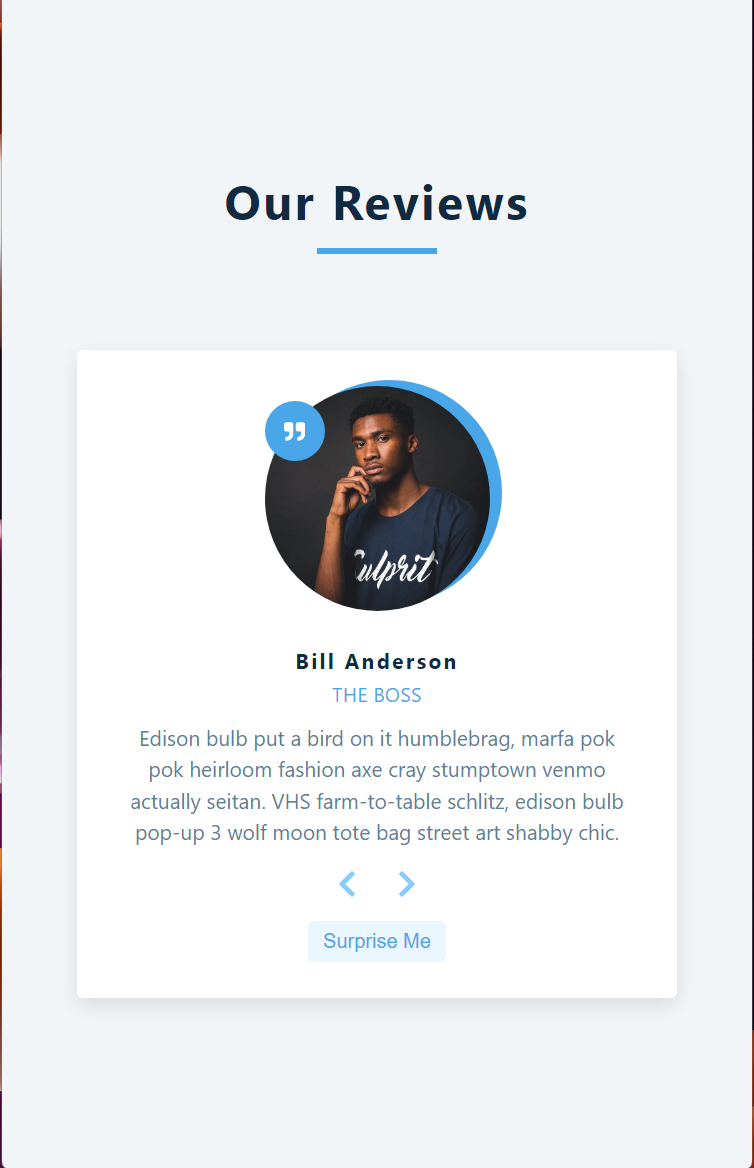 Our Reviews
”
Culprit
Bill Anderson
THE BOSS
Edison bulb put a bird on it humblebrag, marfa pok
pok heirloom fashion axe cray stumptown venmo
actually seitan. VHS farm-to-table schlitz, edison bulb
pop-up 3 wolf moon tote bag street art shabby chic.
Surprise Me